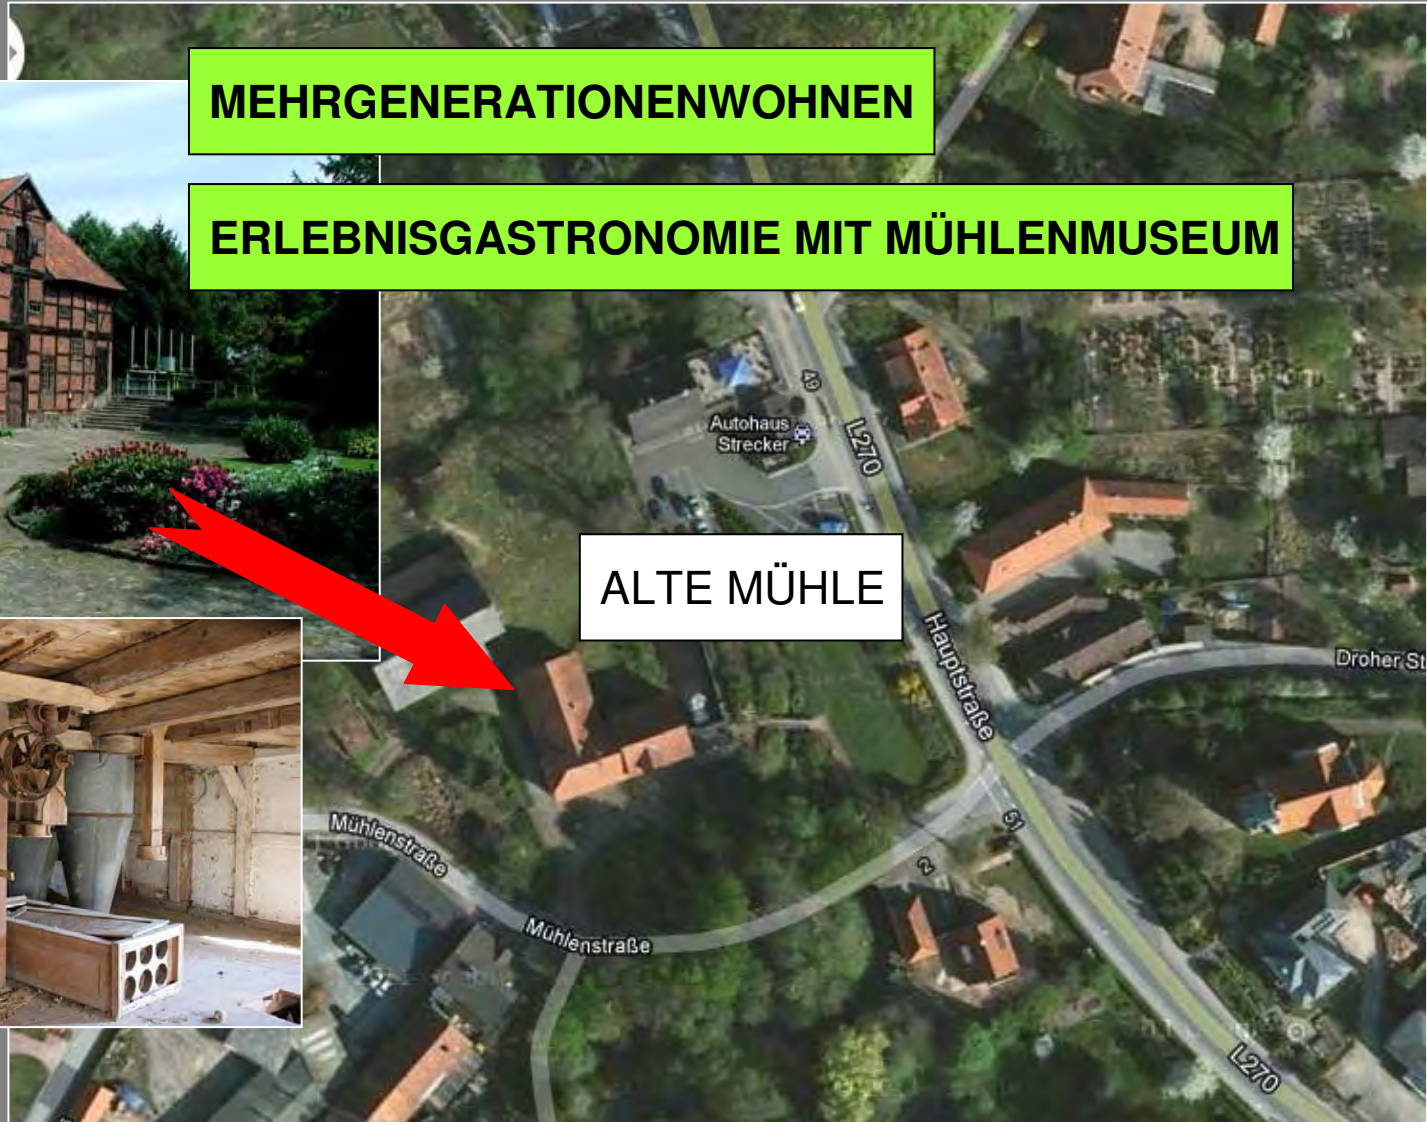 MEHRGENERATIONENWOHNEN
ERLEBNISGASTRONOMIE MIT MÜHLENMUSEUM
49
Autohaus
Strecker
L270
ALTE MÜHLE
Hauptstraße
Droher St
Mühlenstraße
51
2
Mühlenstraße
L270